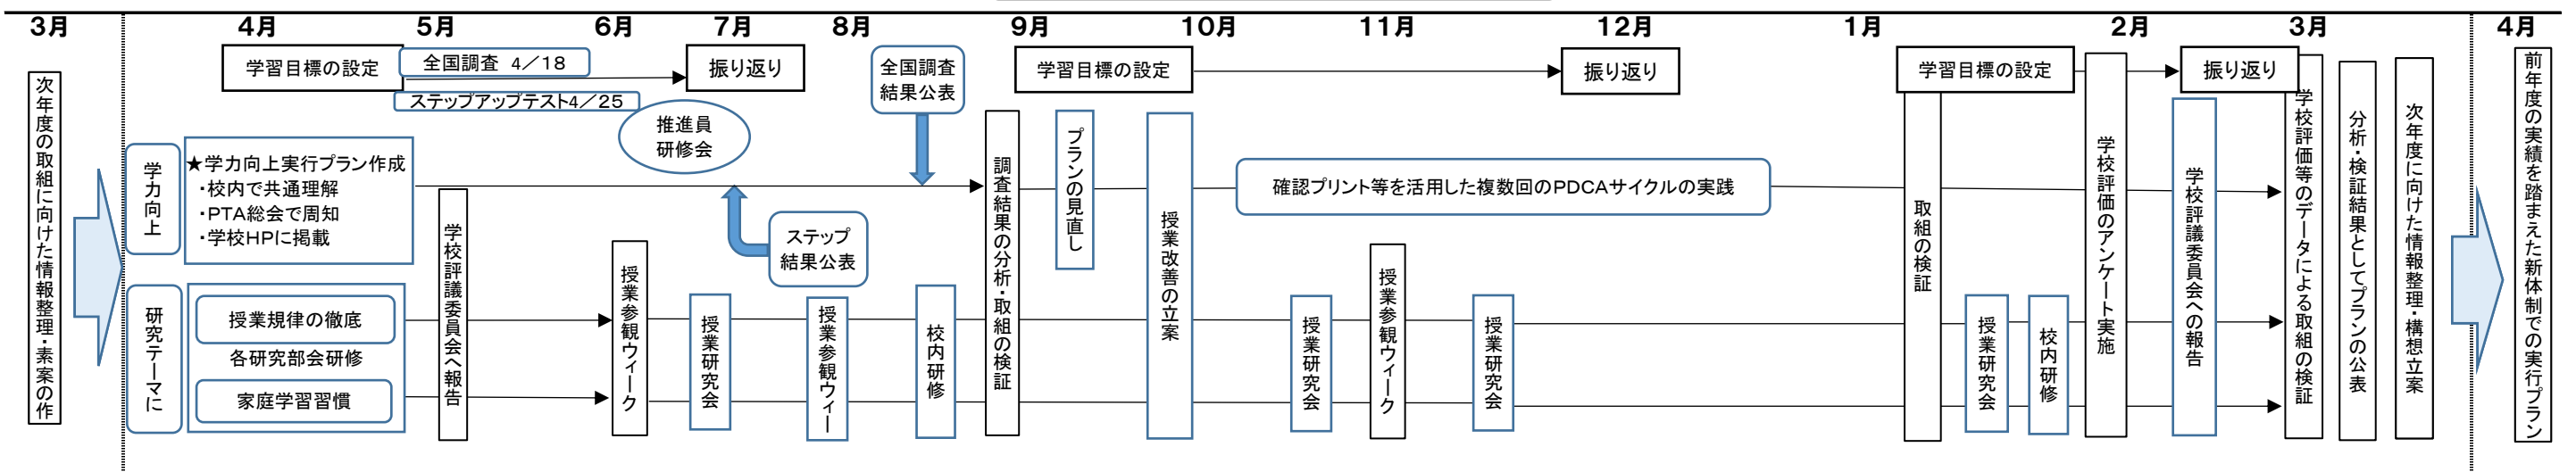 3月
4月
5月
6月
7月
8月
9月
10月
11月
12月
1月
2月
3月
4月
次年度の取組に向けた情報整理・素案の作
学習目標の設定
全国調査 4／18
ステップアップテスト4／25
振り返り
全国調査
結果公表
学習目標の設定
振り返り
学習目標の設定
振り返り
推進員
研修会
学力向上
★学力向上実行プラン作成
・校内で共通理解
・PTA総会で周知
・学校HPに掲載
ステップ
結果公表
研究テーマに
授業規律の徹底
各研究部会研修
家庭学習習慣
学校評議委員会へ報告
授業参観ウィーク
授業研究会
授業参観ウィー
校内研修
調査結果の分析・取組の検証
プランの見直し
授業改善の立案
確認プリント等を活用した複数回のPDCAサイクルの実践
授業研究会
授業参観ウィーク
授業研究会
取組の検証
授業研究会
校内研修
学校評価のアンケート実施
学校評議委員会への報告
学校評価等のデータによる取組の検証
分析・検証結果としてプランの公表
次年度に向けた情報整理・構想立案
前年度の実績を踏まえた新体制での実行プラン